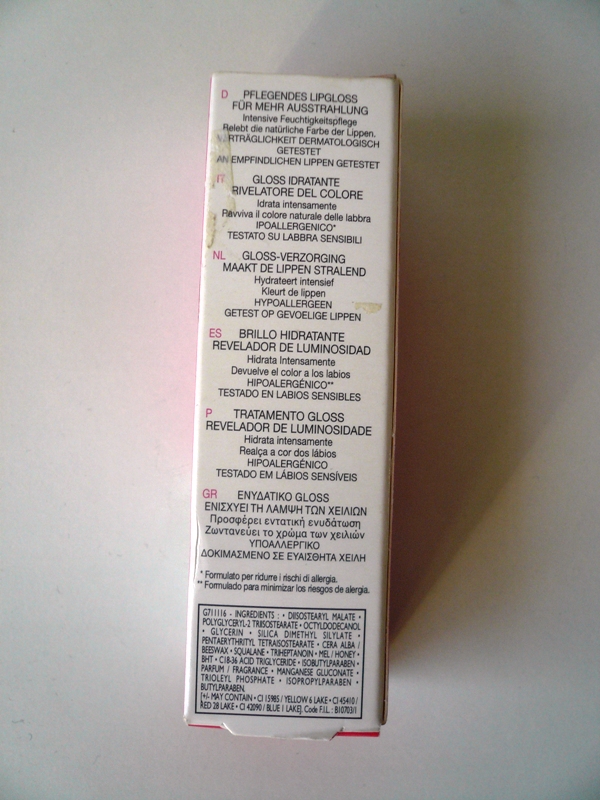 D PFLEGENDES LIPGLOSS
FÜR MEHR AUSSTRAHLUNG
Intensive Feuchtigkeitspflege
Relebt die natürliche Farbe der Lippen.
VERTRÄGLICHKEIT DERMATOLOGISCH
GETESTET
AN EMPFINDLICHEN LIPPEN GETESTET
IT GLOSS IDRATANTE
RIVELATORE DEL COLORE
Idrata intensamente
Ravviva il colore naturale delle labbra
IPOALLERGENICO*
TESTATO SU LABBRA SENSIBILI
NL GLOSS-VERZORGING
MAAKT DE LIPPEN STRALEND
Hydrateert intensief
Kleurt de lippen
HYPOALLERGEEN
GETEST OP GEVOELIGE LIPPEN
ES BRILLO HIDRATANTE
REVELADOR DE LUMINOSIDAD
Hidrata Intensamente
Devuelve el color a los labios
HIPOALERGÉNICO**
TESTADO EN LABIOS SENSIBLES
P TRATAMENTO GLOSS
REVELADOR DE LUMINOSIDADE
Hidrata intensamente
Realça a cor dos lábios
HIPOALERGÉNICO
TESTADO EM LÁBIOS SENSÍVEIS
GR ΕΝΥΔΑΤΙΚΟ GLOSS
ΕΝΙΣΧΥΕΙ ΤΗ ΛΑΜΨΗ ΤΩΝ ΧΕΙΛΙΩΝ
Προσφέρει εντατική ενυδάτωση
Ζωντανεύει το χρώμα των χειλιών
ΥΠΟΑΛΛΕΡΓΙΚΟ
ΔΟΚΙΜΑΣΜΕΝΟ ΣΕ ΕΥΑΙΣΘΗΤΑ ΧΕΙΛΗ
* Formulato per ridurre i rischi di allergia.
** Formulado para minimizar los riesgos de alergia.
G711116 - INGREDIENTS : • DIISOSTEARYL MALATE •
POLYGLYCERYL-2 TRIISOSTEARATE • OCTYLDODECANOL
• GLYCERIN • SILICA DIMETHYL SILYLATE •
PENTAERYTHRITYL TETRAISOSTEARATE • CERA ALBA /
BEESWAX • SQUALANE • TRIHEPTANOIN • MEL / HONEY •
BHT • C18-36 ACID TRIGLYCERIDE • ISOBUTYLPARABEN •
PARFUM / FRAGRANCE • MANGANESE GLUCONATE •
TRIOLEYL PHOSPHATE • ISOPROPYLPARABEN •
BUTYLPARABEN.
[+/- MAY CONTAIN • CI 15985 / YELLOW 6 LAKE • CI 45410 /
RED 28 LAKE • CI 42090 / BLUE 1 LAKE]. Code F.I.L. : B10703/1